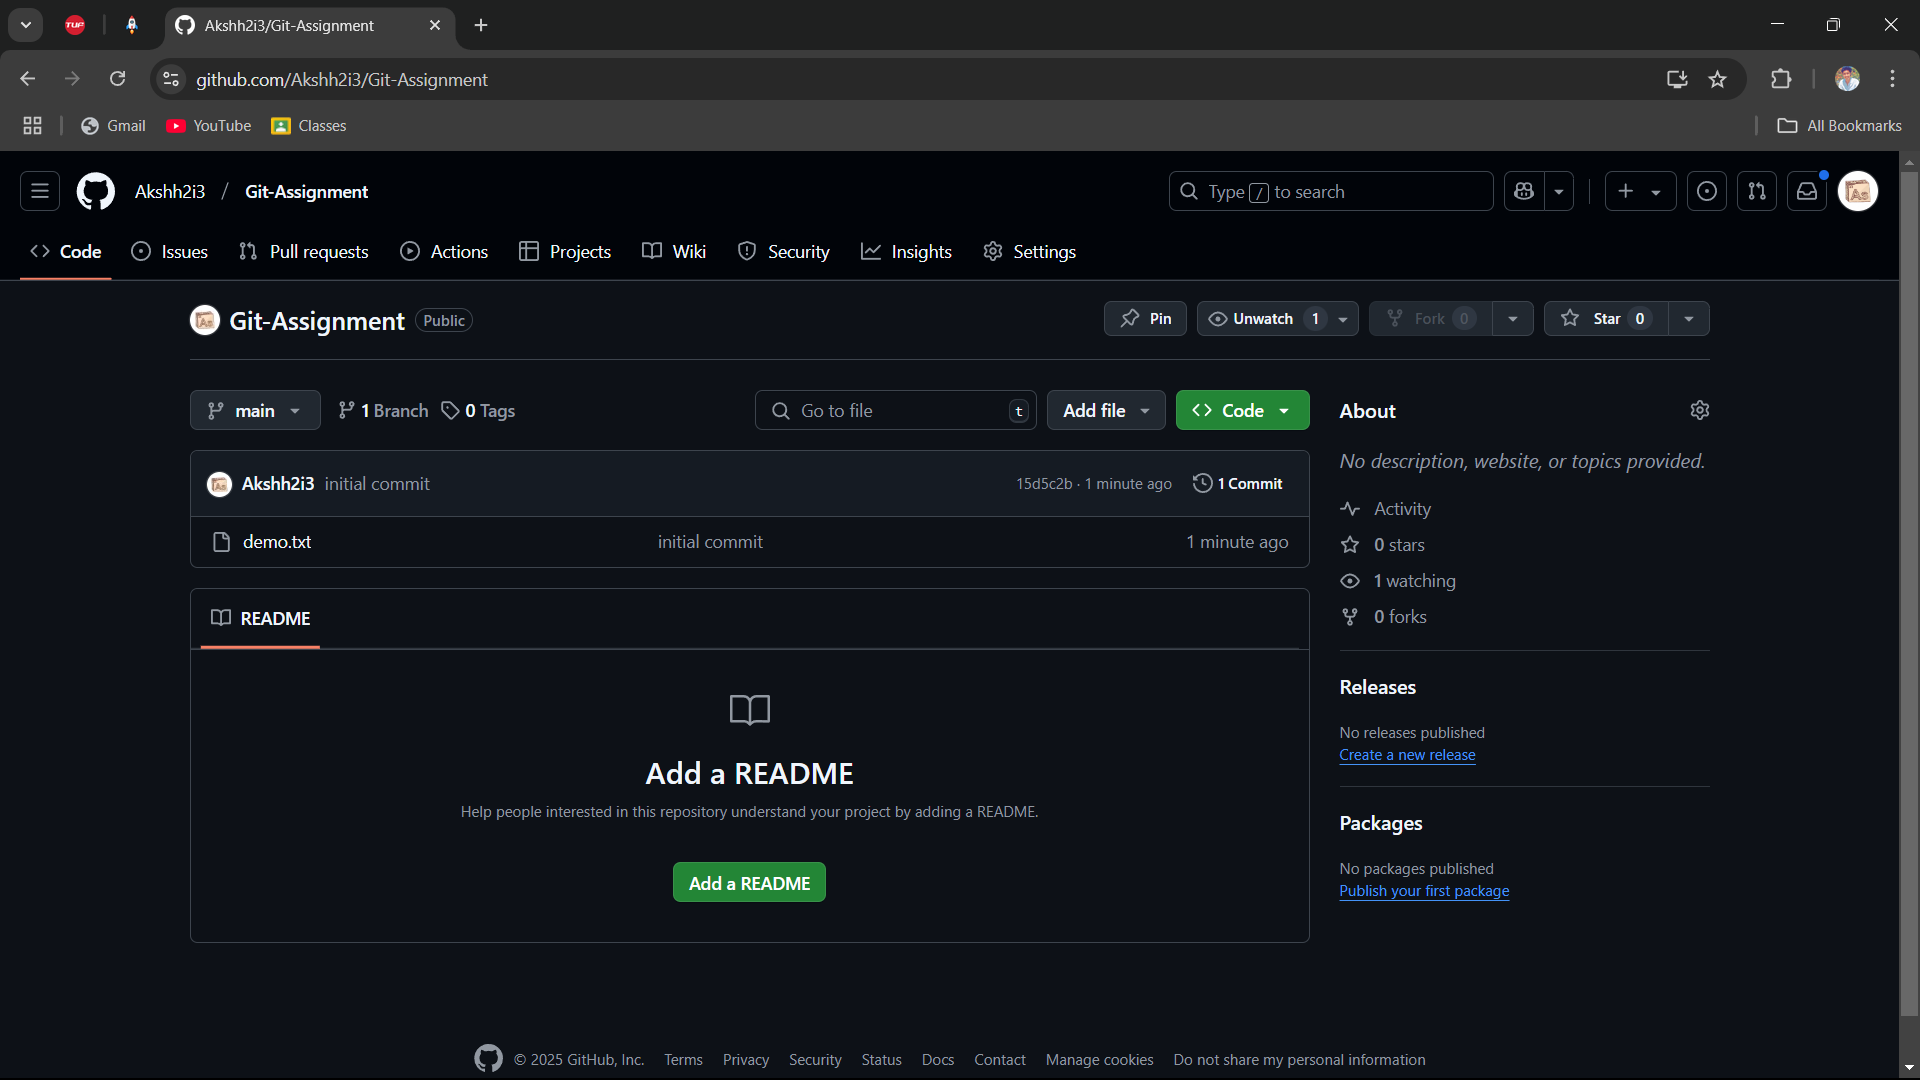 TUF
Akshh2i3/Git-Assignment
github.com/Akshh2i3/Git-Assignment
Gmail YouTube Classes All Bookmarks
Akshh2i3 / Git-Assignment Type / to search
Code Issues Pull requests Actions Projects Wiki Security Insights Settings
Git-Assignment Public Pin Unwatch 1 Fork 0 Star 0
main 1 Branch 0 Tags Go to file t Add file Code About
No description, website, or topics provided.
Akshh2i3 initial commit 15d5c2b · 1 minute ago 1 Commit
demo.txt initial commit 1 minute ago
Activity
0 stars
1 watching
0 forks
README
Releases
No releases published
Create a new release
Add a README
Help people interested in this repository understand your project by adding a README.
Add a README
Packages
No packages published
Publish your first package
© 2025 GitHub, Inc. Terms Privacy Security Status Docs Contact Manage cookies Do not share my personal information